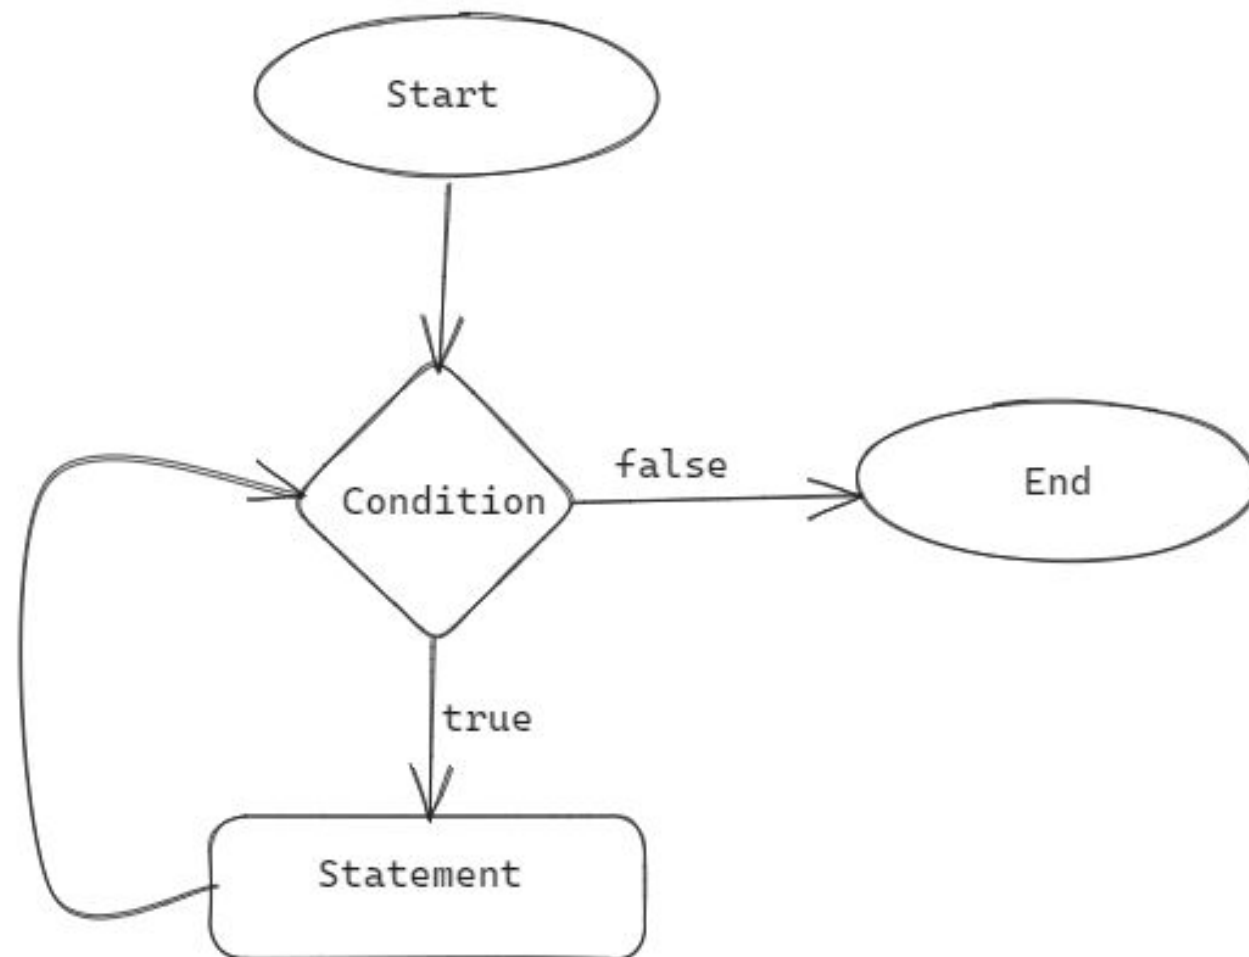 Start
false
Condition
End
true
Statement